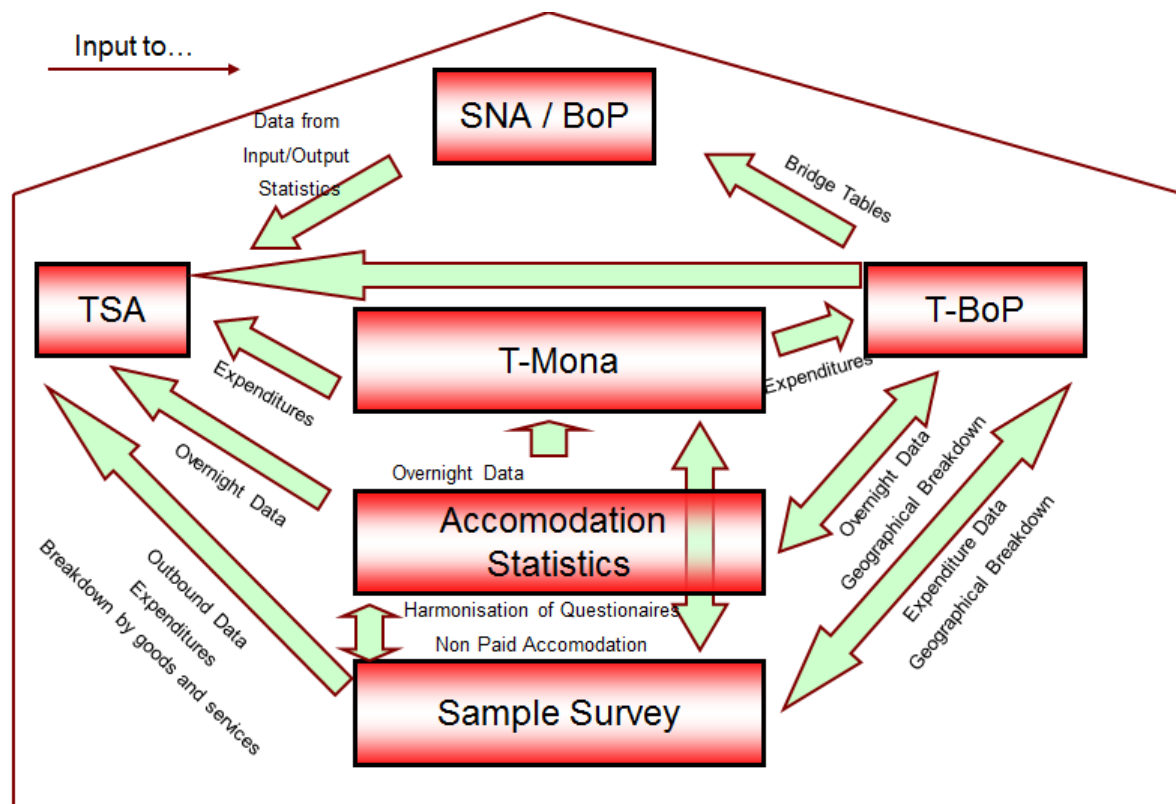 Input to…
SNA / BoP
Data from
Input/Output
Statistics
Bridge Tables
TSA
T-BoP
T-Mona
Expenditures
Expenditures
Overnight Data
Overnight Data
Accomodation
Statistics
Overnight Data
Geographical Breakdown
Harmonisation of Questionaires
Non Paid Accomodation
Outbound Data
Expenditures
Breakdown by goods and services
Expenditure Data
Geographical Breakdown
Sample Survey